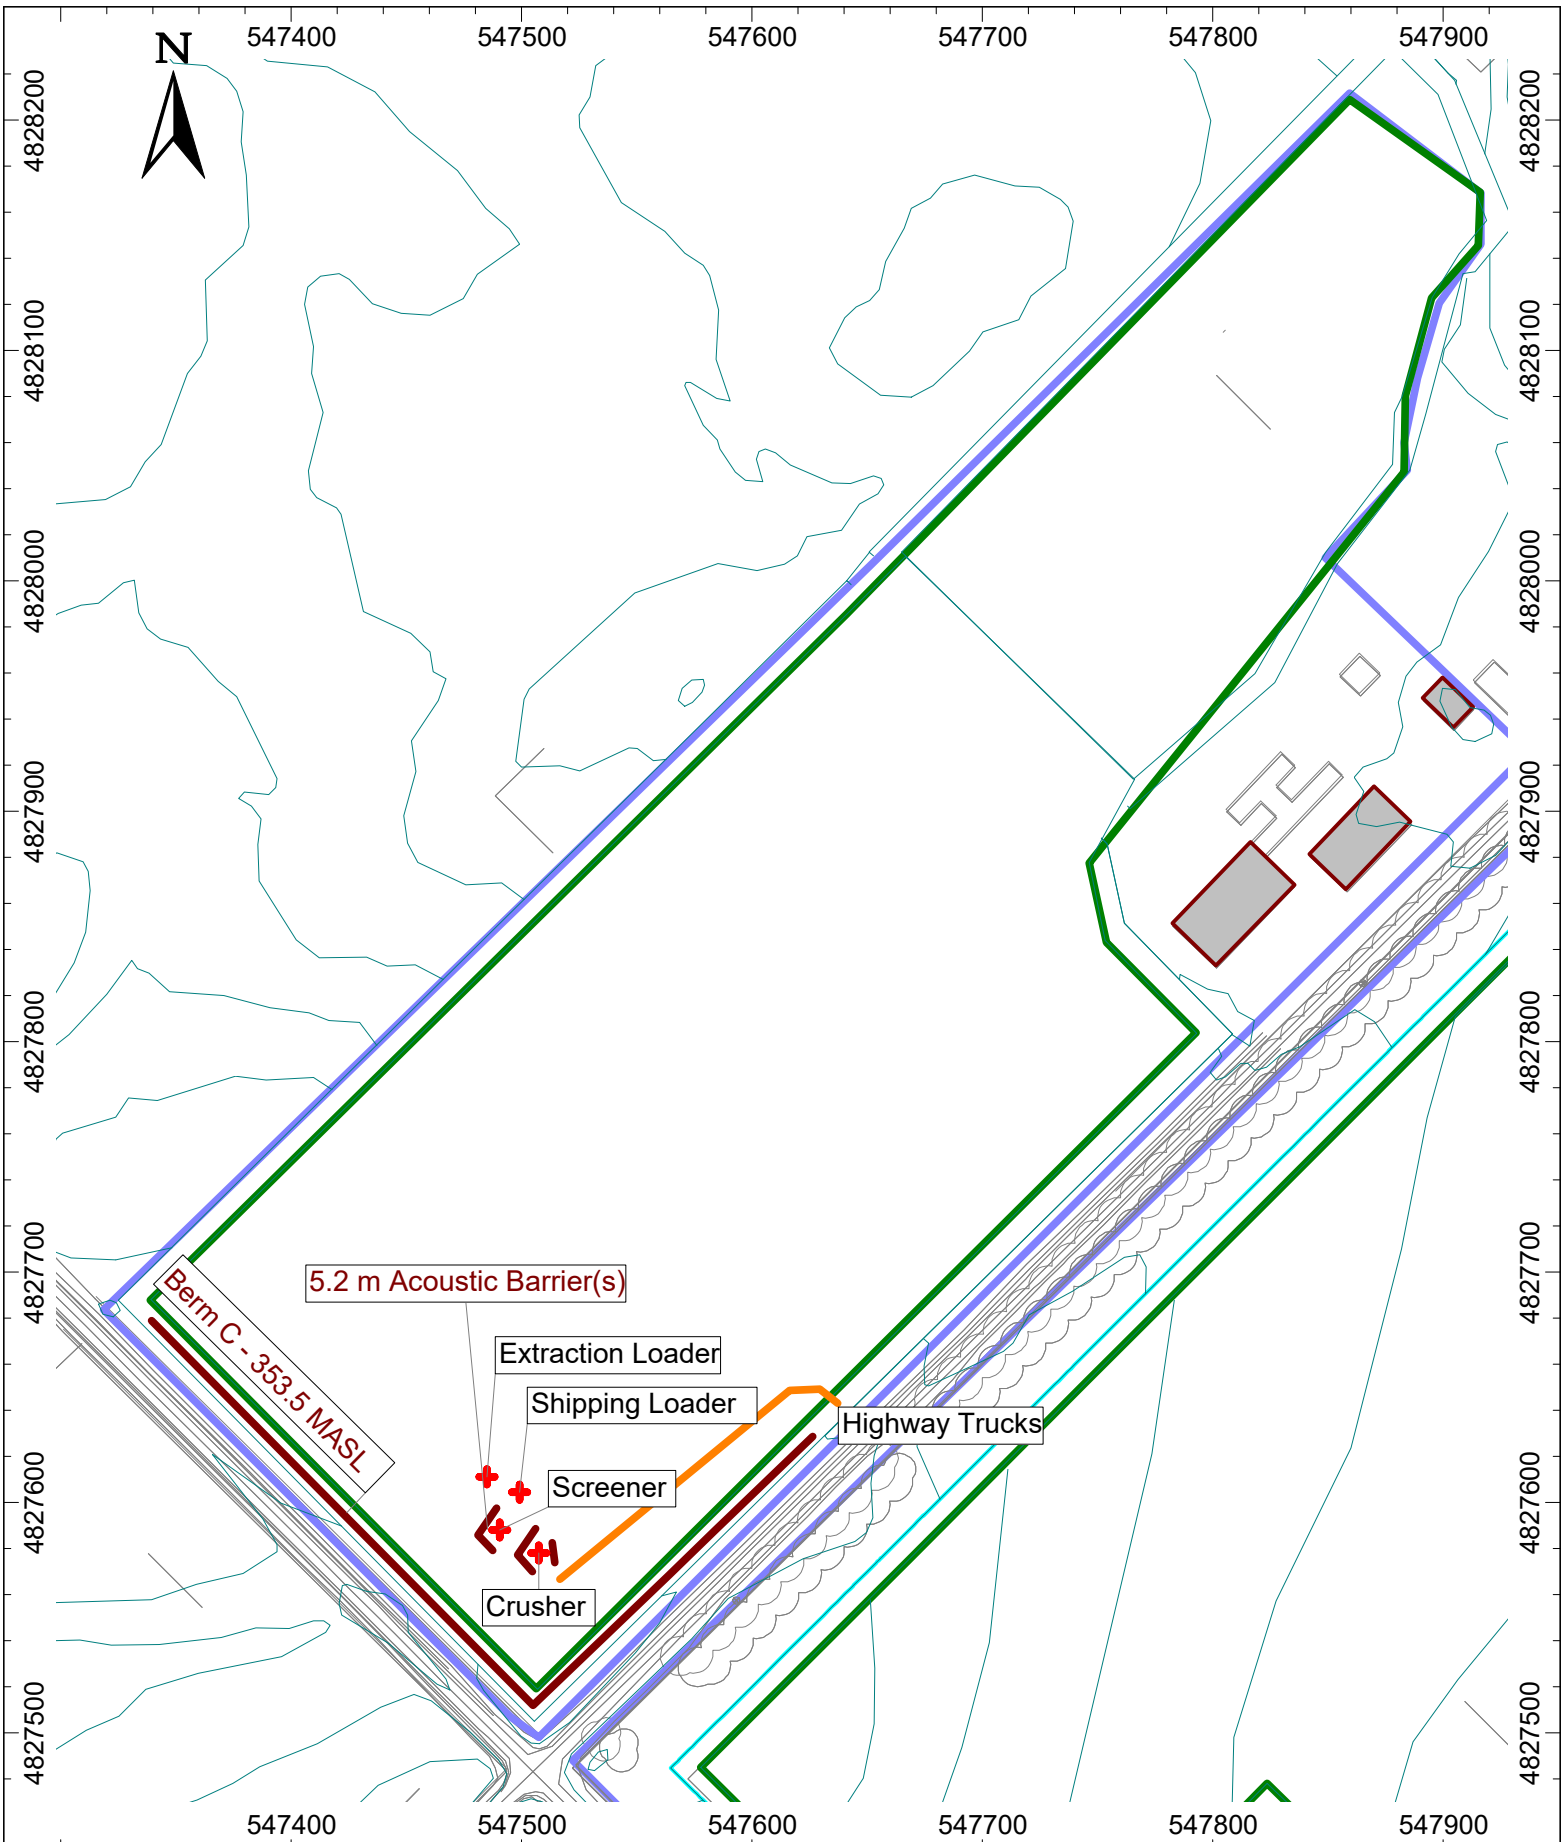 547400 547500 547600 547700 547800 547900
N
4828200 4828200
4828100 4828100
4828000 4828000
4827900 4827900
4827800 4827800
4827700 4827700
5.2 m Acoustic Barrier(s)
Berm C - 353.5 MASL
Extraction Loader
Shipping Loader
Highway Trucks
Screener
4827600 4827600
Crusher
4827500 4827500
547400 547500 547600 547700 547800 547900